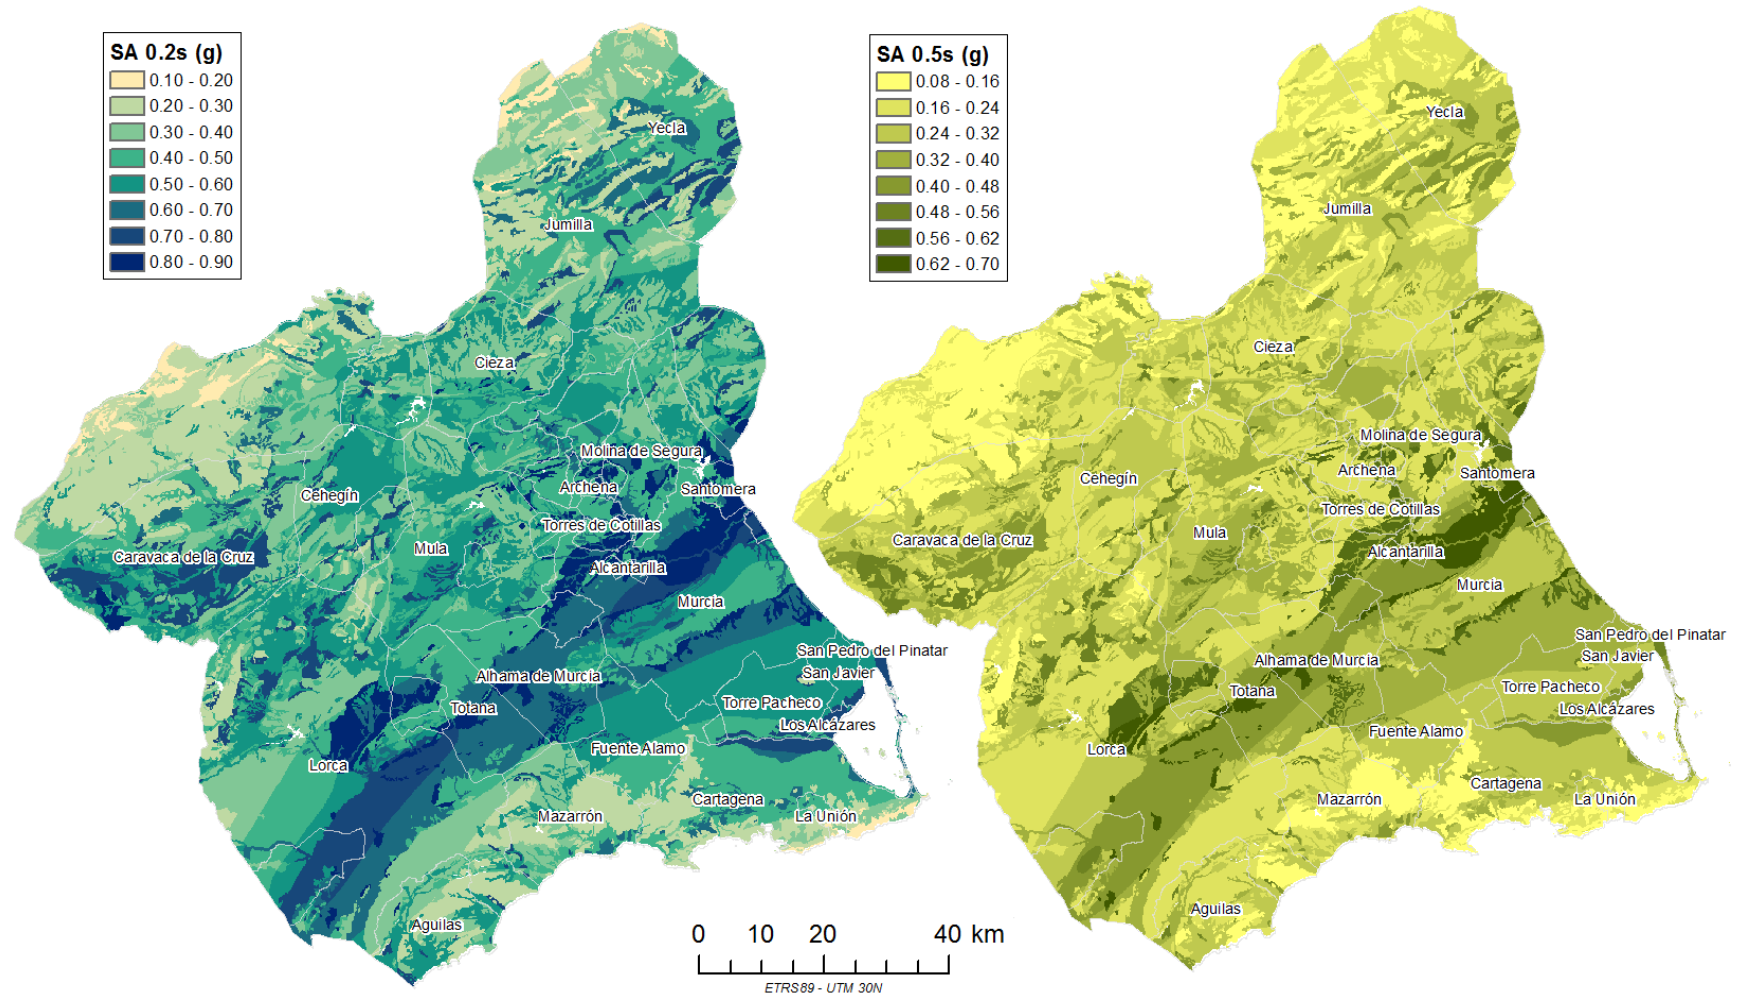 SA 0.2s (g)
0.10 - 0.20
0.20 - 0.30
0.30 - 0.40
0.40 - 0.50
0.50 - 0.60
0.60 - 0.70
0.70 - 0.80
0.80 - 0.90
Yecla
Jumilla
Cieza
Molina de Segura
Archena
Santomera
Cehegín
Torres de Cotillas
Mula
Caravaca de la Cruz
Alcantarilla
Murcia
San Pedro del Pinatar
San Javier
Alhama de Murcia
Torre Pacheco
Totana
Los Alcázares
Fuente Alamo
Lorca
Cartagena
Mazarrón
La Unión
Aguilas
SA 0.5s (g)
0.08 - 0.16
0.16 - 0.24
0.24 - 0.32
0.32 - 0.40
0.40 - 0.48
0.48 - 0.56
0.56 - 0.62
0.62 - 0.70
Yecla
Jumilla
Cieza
Molina de Segura
Archena
Santomera
Cehegín
Torres de Cotillas
Mula
Caravaca de la Cruz
Alcantarilla
Murcia
San Pedro del Pinatar
San Javier
Alhama de Murcia
Torre Pacheco
Totana
Los Alcázares
Fuente Alamo
Lorca
Cartagena
Mazarrón
La Unión
Aguilas
0 10 20 40 km
ETRS89 - UTM 30N